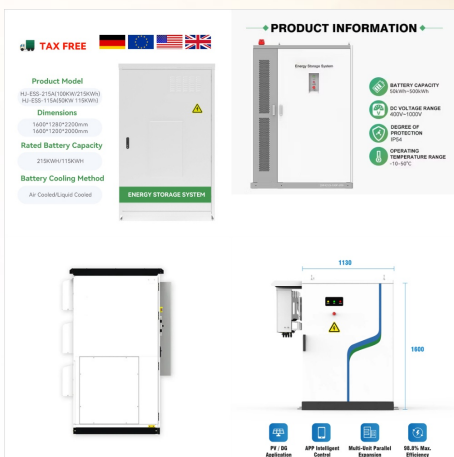 TAX FREE
Product Model
HJ-ESS-215A(100KW/215KWh)
HJ-ESS-115A(50KW 115KWh)
Dimensions
1600*1280*2200mm
1600*1200*2000mm
Rated Battery Capacity
215KWH/115KWH
Battery Cooling Method
Air Cooled/Liquid Cooled
ENERGY STORAGE SYSTEM
PRODUCT INFORMATION
Energy Storage System
BATTERY CAPACITY
50kWh~500kWh
DC VOLTAGE RANGE
400V~1000V
DEGREE OF
PROTECTION
IP54
OPERATING
TEMPERATURE RANGE
-10~50°C
1130
1600
PV / DG
Application
APP Intelligent
Control
Multi-Unit Parallel
Expansion
98.8% Max.
Efficiency